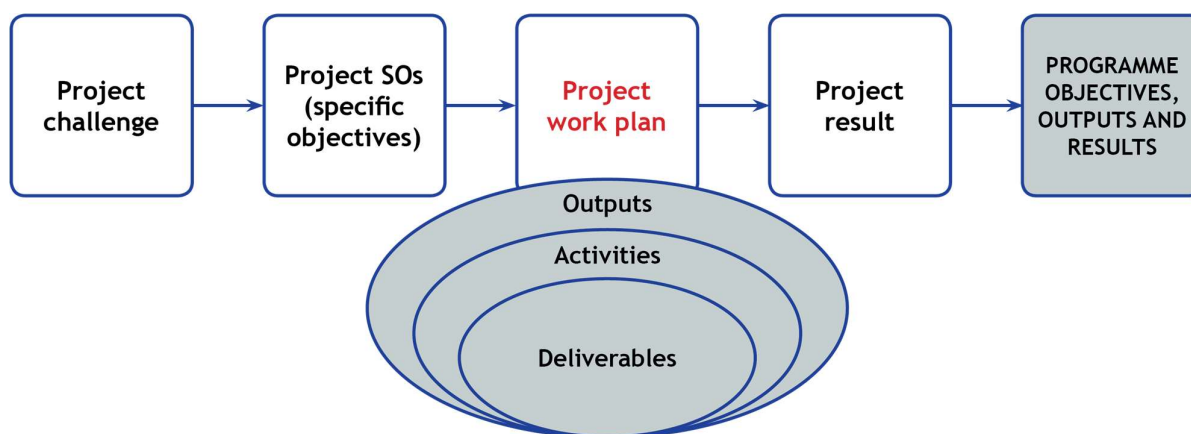 Project
challenge
Project SOs
(specific
objectives)
Project
work plan
Project
result
PROGRAMME
OBJECTIVES,
OUTPUTS AND
RESULTS
Outputs
Activities
Deliverables